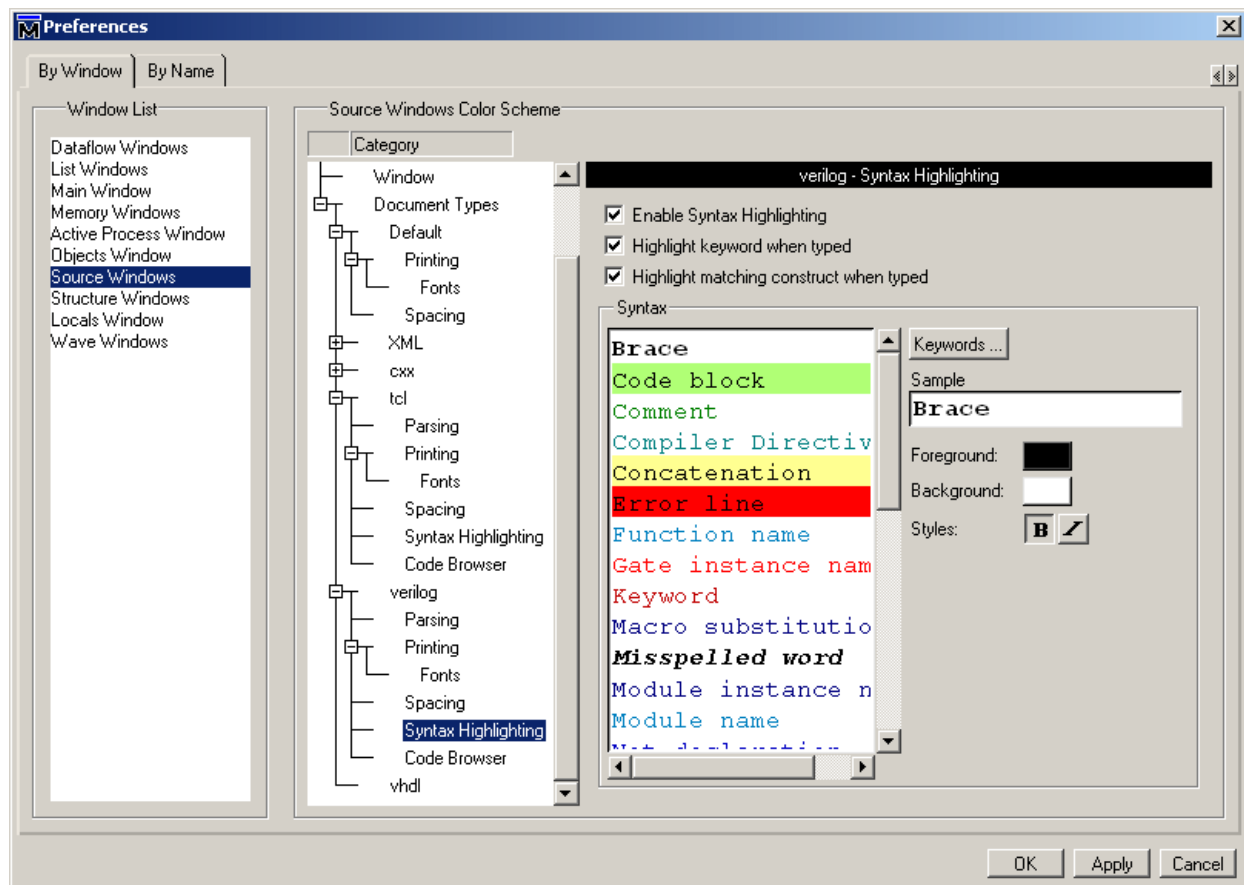 Preferences
By Window
By Name
Window List
Dataflow Windows
List Windows
Main Window
Memory Windows
Active Process Window
Objects Window
Source Windows
Structure Windows
Locals Window
Wave Windows
Source Windows Color Scheme
Category
Window
Document Types
Default
Printing
Fonts
Spacing
XML
cxx
tcl
Parsing
Printing
Fonts
Spacing
Syntax Highlighting
Code Browser
verilog
Parsing
Printing
Fonts
Spacing
Syntax Highlighting
Code Browser
vhdl
verilog - Syntax Highlighting
Enable Syntax Highlighting
Highlight keyword when typed
Highlight matching construct when typed
Syntax
Brace
Code block
Comment
Compiler Directiv
Concatenation
Error line
Function name
Gate instance nam
Keyword
Macro substitutio
Misspelled word
Module instance n
Module name
Keywords ...
Sample
Brace
Foreground:
Background:
Styles:
B I
OK
Apply
Cancel